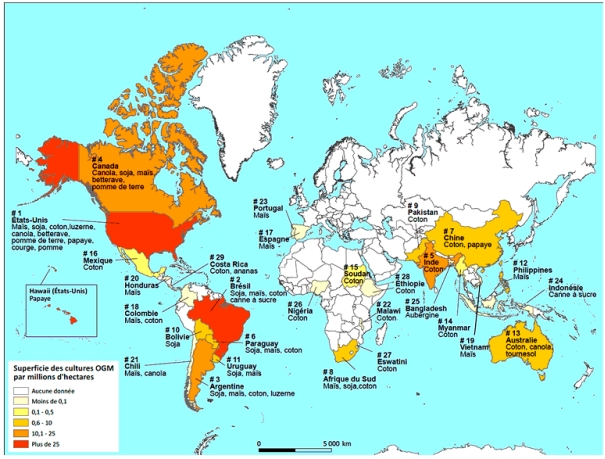 # 4
Canada
Canola, soja, maïs,
betterave,
pomme de terre
# 1
États-Unis
Maïs, soja, coton,luzerne,
canola, betterave,
pomme de terre, papaye,
courge, pomme
# 16
Mexique
Coton
Hawaii (États-Unis)
Papaye
# 20
Honduras
Maïs
# 29
Costa Rica
Coton, ananas
# 2
Brésil
Soja, maïs, coton
canne à sucre
# 18
Colombie
Maïs, coton
# 10
Bolivie
Soja
# 6
Paraguay
Soja, maïs, coton
# 21
Chili
Maïs, canola
# 11
Uruguay
Soja, maïs
# 3
Argentine
Soja, maïs, coton, luzerne
# 23
Portugal
Maïs
# 17
Espagne
Maïs
# 9
Pakistan
Coton
# 7
Chine
Coton, papaye
# 5
Inde
Coton
# 15
Soudan
Coton
# 28
Éthiopie
Coton
# 12
Philippines
Maïs
# 24
Indonésie
Canne à sucre
# 26
Nigéria
Coton
# 22
Malawi
Coton
# 25
Bangladesh
Aubergine
# 14
Myanmar
Coton
# 19
Vietnam
Maïs
# 13
Australie
Coton, canola,
tournesol
# 27
Eswatini
Coton
# 8
Afrique du Sud
Maïs, soja,coton
Superficie des cultures OGM
par millions d'hectares
Aucune donnée
Moins de 0,1
0,1 - 0,5
0,6 - 10
10,1 - 25
Plus de 25
0
5 000 km